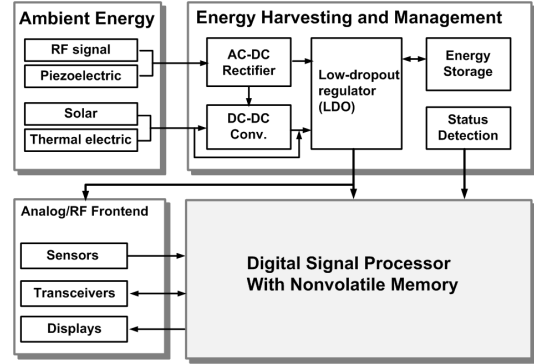 Ambient Energy
RF signal
Piezoelectric
Solar
Thermal electric
Energy Harvesting and Management
AC-DC
Rectifier
DC-DC
Conv.
Low-dropout
regulator
(LDO)
Energy
Storage
Status
Detection
Analog/RF Frontend
Sensors
Transceivers
Displays
Digital Signal Processor
With Nonvolatile Memory